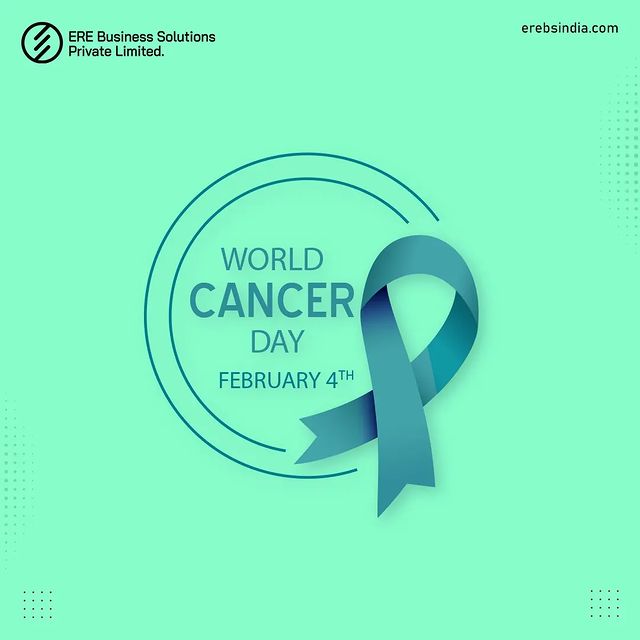 ERE Business Solutions
Private Limited.
erebsindia.com
WORLD
CANCER
DAY
FEBRUARY 4TH